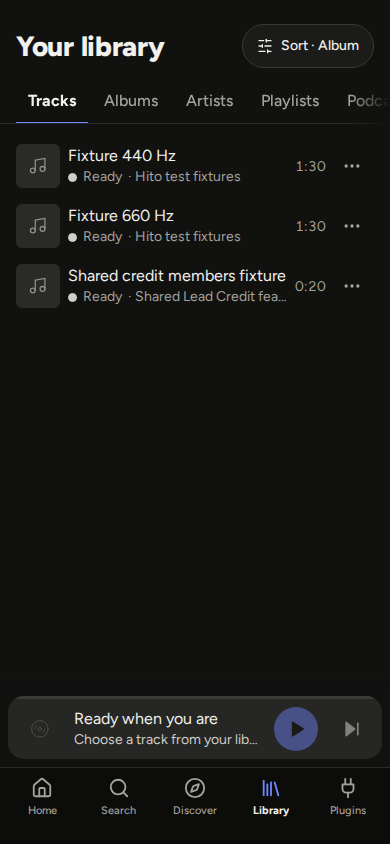 Your library
Sort · Album
Tracks
Albums
Artists
Playlists
Podca
Fixture 440 Hz
1:30
Ready · Hito test fixtures
Fixture 660 Hz
1:30
Ready · Hito test fixtures
Shared credit members fixture
0:20
Ready · Shared Lead Credit fea...
Ready when you are
Choose a track from your lib...
Home
Search
Discover
Library
Plugins